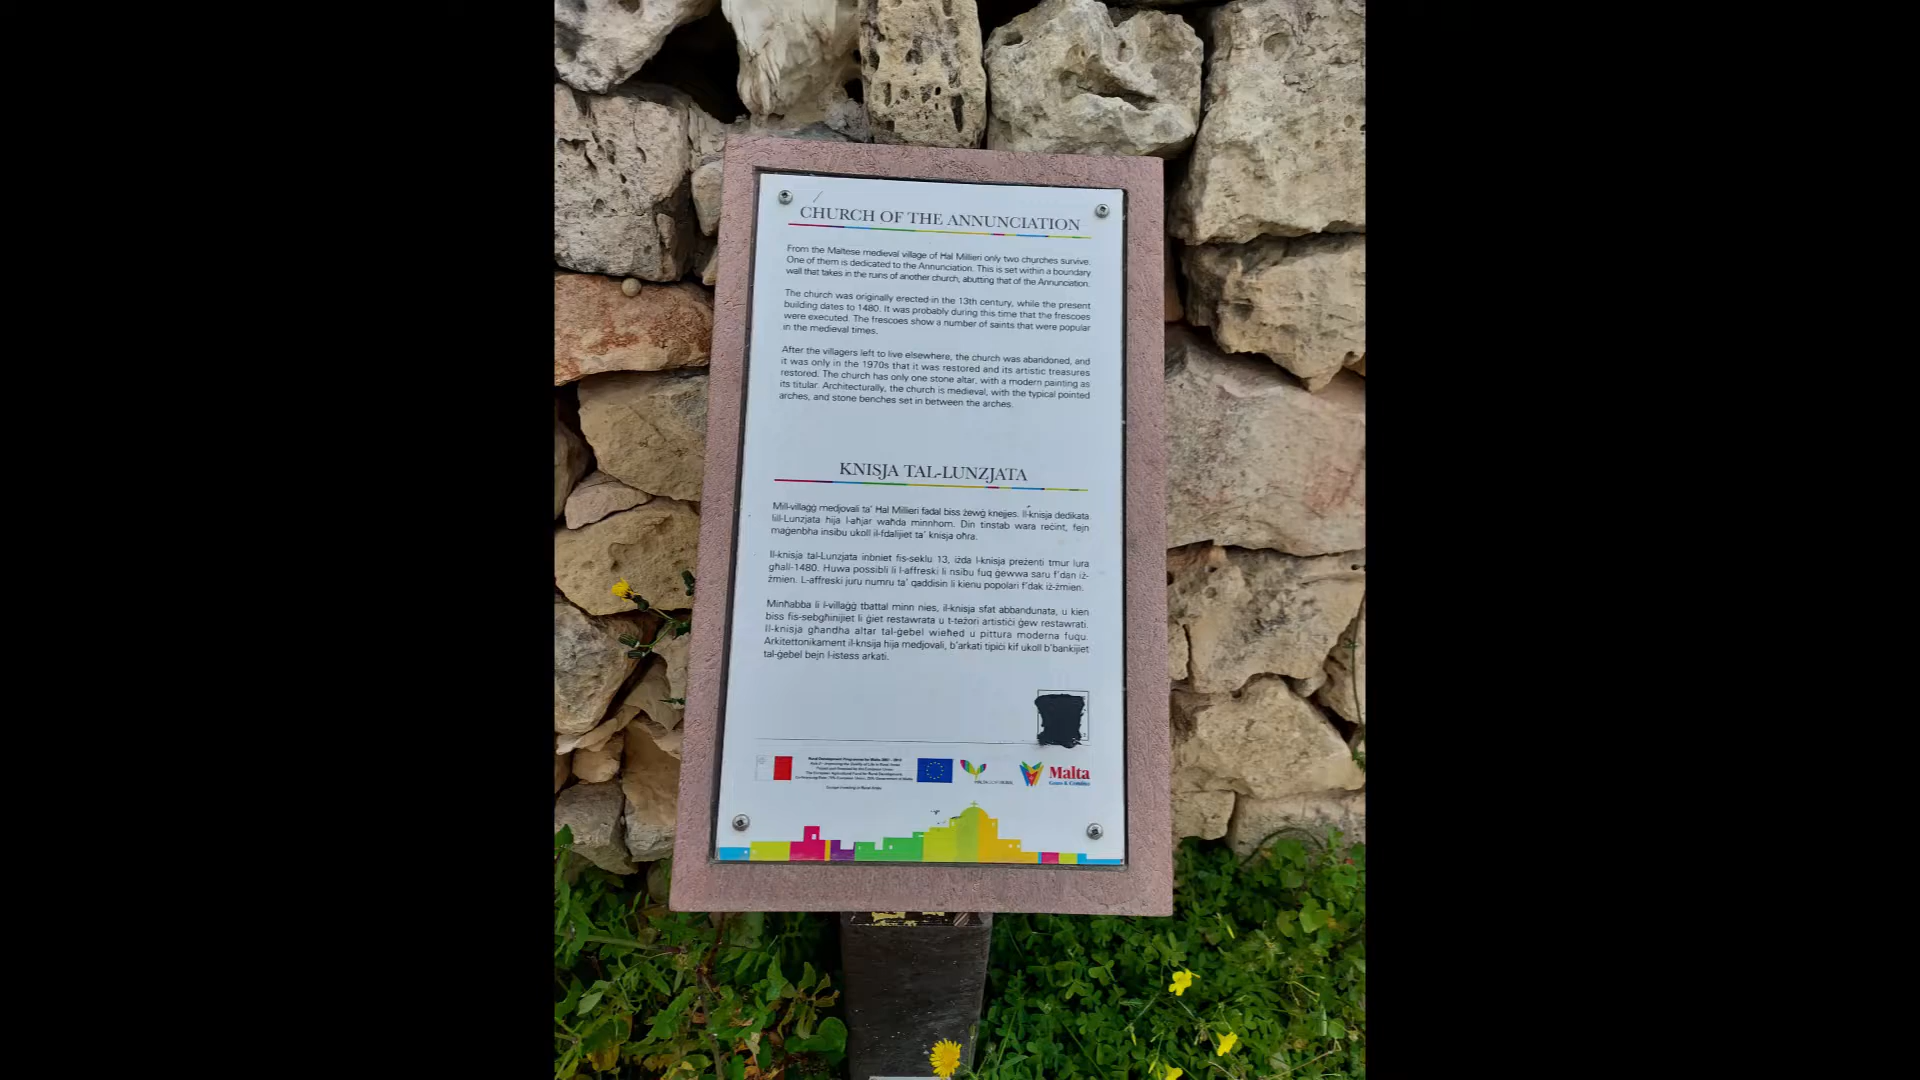 CHURCH OF THE ANNUNCIATION
From the Maltese medieval village of Ħal Millieri only two churches survive.
One of them is dedicated to the Annunciation. This is set within a boundary
wall that takes in the ruins of another church, abutting that of the Annunciation.
The church was originally erected in the 13th century, while the present
building dates to 1480. It was probably during this time that the frescoes
were executed. The frescoes show a number of saints that were popular
in the medieval times.
After the villagers left to live elsewhere, the church was abandoned, and
it was only in the 1970s that it was restored and its artistic treasures
restored. The church has only one stone altar, with a modern painting as
its titular. Architecturally, the church is medieval, with the typical pointed
arches, and stone benches set in between the arches.
KNISJA TAL-LUNZJATA
Mill-villaġġ medjovali ta' Ħal Millieri fadal biss żewġ knejjes. Il-knisja dedikata
lill-Lunzjata hija l-aħjar waħda minnhom. Din tinstab wara reċint, fejn
maġenbha insibu ukoll il-fdalijiet ta' knisja oħra.
Il-knisja tal-Lunzjata inbniet fis-seklu 13, iżda l-knisja preżenti tmur lura
għall-1480. Huwa possibli li l-affreski li nsibu fuq ġewwa saru f'dan iż-
żmien. L-affreski juru numru ta' qaddisin li kienu popolari f'dak iż-żmien.
Minħabba li l-villaġġ tbattal minn nies, il-knisja sfat abbandunata, u kien
biss fis-sebgħinijiet li ġiet restawrata u t-teżori artistiċi ġew restawrati.
Il-knisja għandha altar tal-ġebel wieħed u pittura moderna fuqu.
Arkitettonikament il-knsija hija medjovali, b'arkati tipiċi kif ukoll b'bankijiet
tal-ġebel bejn l-istess arkati.
Malta